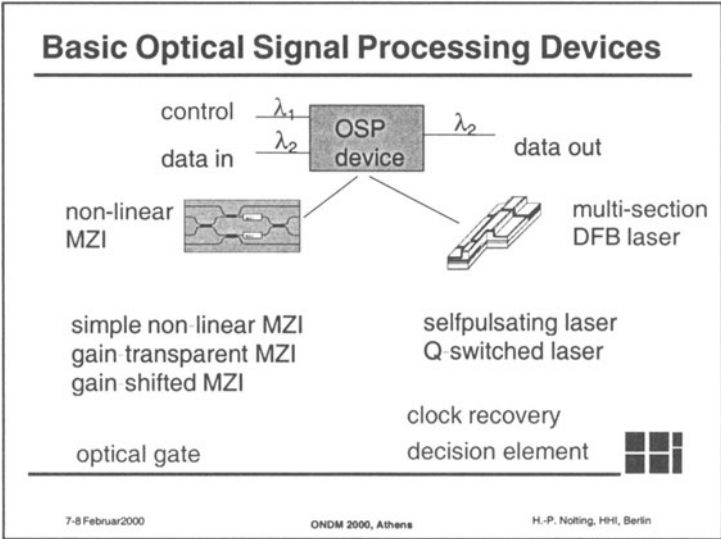 Basic Optical Signal Processing Devices
control
λ1
data in
λ2
OSP
device
λ2
data out
non-linear
MZI
multi-section
DFB laser
simple non-linear MZI
gain-transparent MZI
gain-shifted MZI
selfpulsating laser
Q-switched laser
optical gate
clock recovery
decision element
7-8 Februar2000
ONDM 2000, Athens
H.-P. Nolting, HHI, Berlin